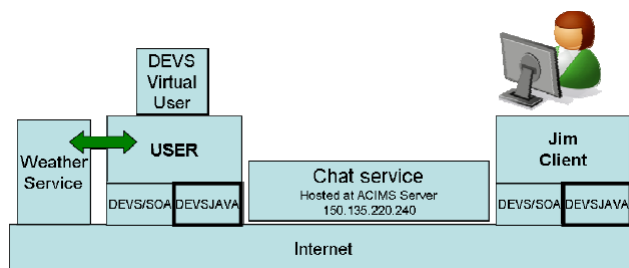 DEVS
Virtual
User
Weather
Service
USER
DEVS/SOA
DEVSJAVA
Chat service
Hosted at ACIMS Server
150.135.220.240
Jim
Client
DEVS/SOA
DEVSJAVA
Internet